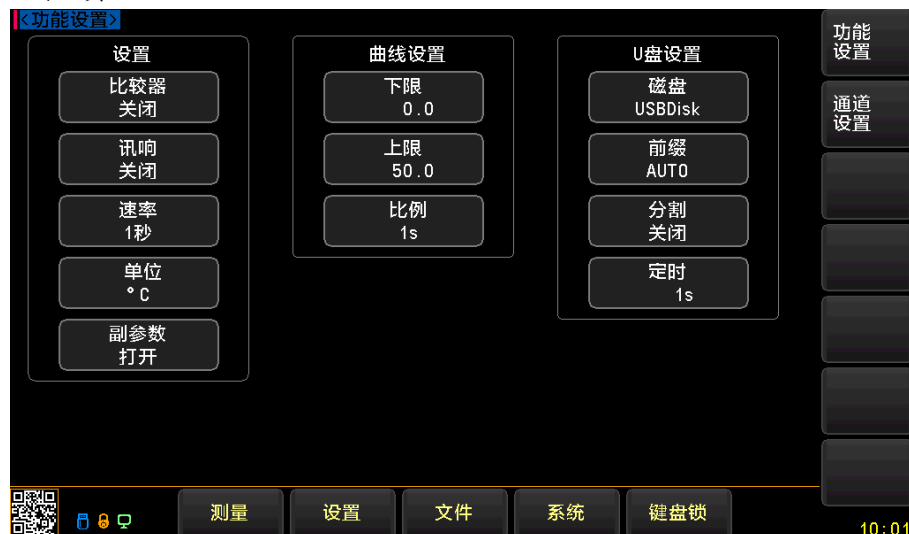 <功能设置>
设置
比较器
关闭
讯响
关闭
速率
1秒
单位
°C
副参数
打开
曲线设置
下限
0.0
上限
50.0
比例
1s
U盘设置
磁盘
USBDisk
前缀
AUTO
分割
关闭
定时
1s
功能
设置
通道
设置
测量
设置
文件
系统
键盘锁
10:01